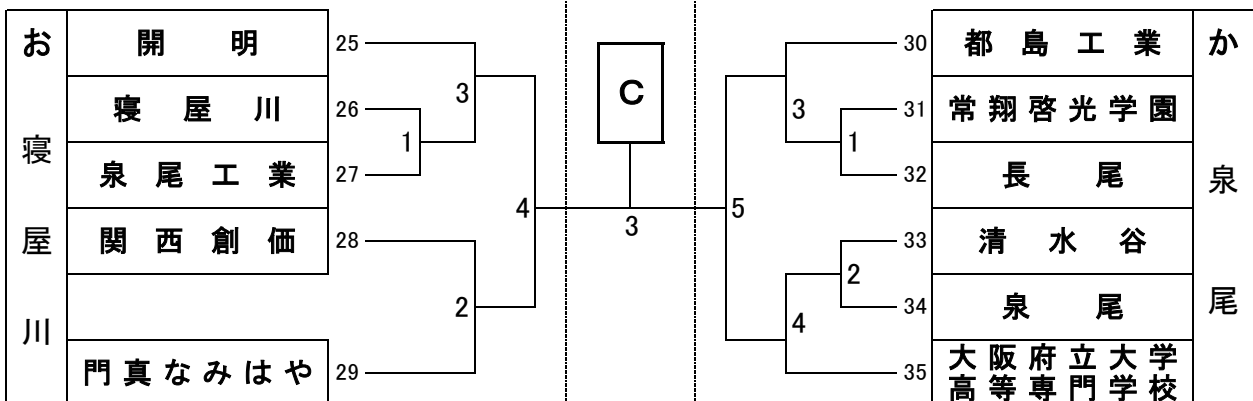 お
寝
屋
川
開明 25
寝屋川 26
泉尾工業 27
関西創価 28
門真なみはや 29
3
1
4
2
C
3
5
3
1
2
4
30 都島工業
31 常翔啓光学園
32 長尾
33 清水谷
34 泉尾
35 大阪府立大学
高等専門学校
か
泉
尾